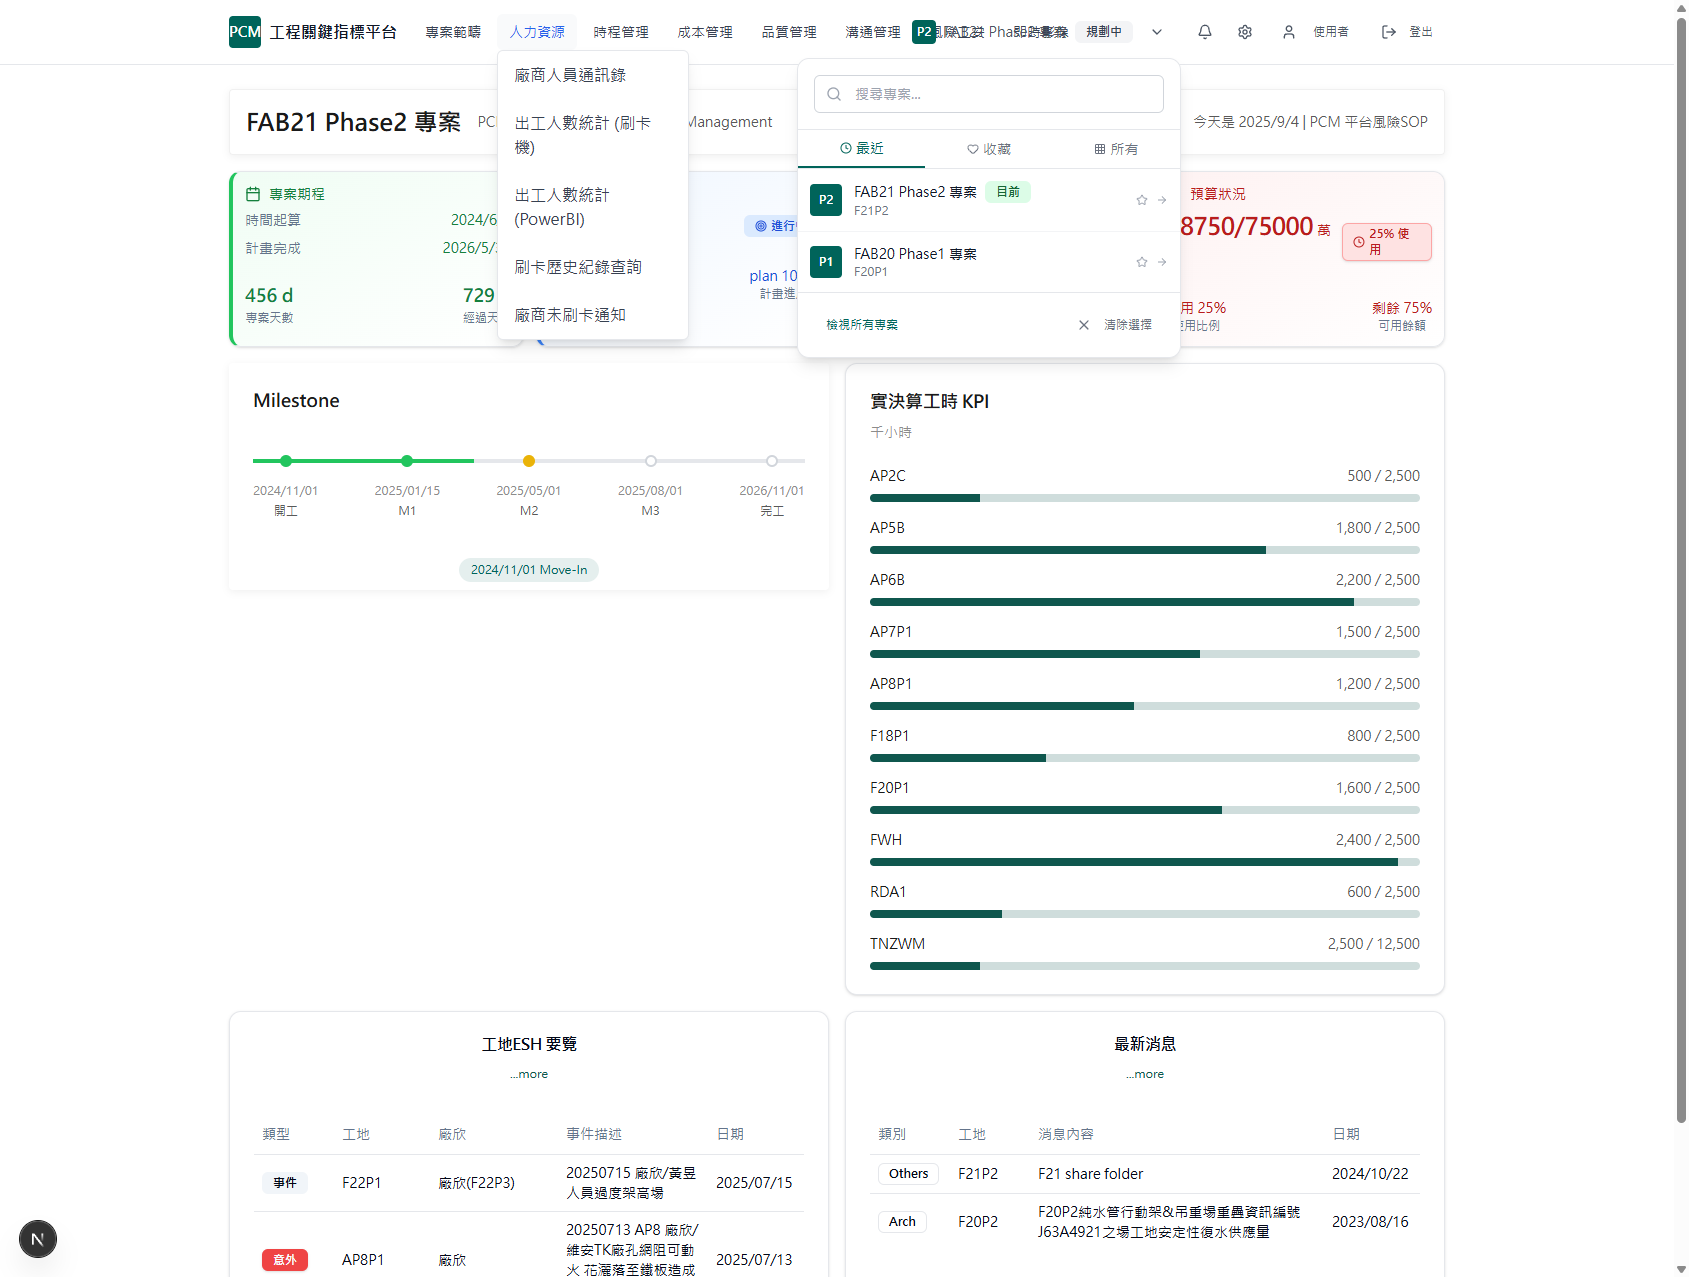 PCM 工程關鍵指標平台 專案範疇 人力資源 時程管理 成本管理 品質管理 溝通管理 P2 規劃中 使用者 登出
廠商人員通訊錄
出工人數統計 (刷卡
機)
出工人數統計
(PowerBI)
刷卡歷史紀錄查詢
廠商未刷卡通知
搜尋專案...
最近 收藏 所有
P2 FAB21 Phase2 專案 目前
F21P2
P1 FAB20 Phase1 專案
F20P1
檢視所有專案 清除選擇
FAB21 Phase2 專案 Management 今天是 2025/9/4 | PCM 平台風險SOP
專案期程
時間起算 2024/6
計畫完成 2026/5/
456 d 729
專案天數 經過天
進行
plan 10
計畫進
預算狀況
8750/75000 萬
25% 使
用
用 25% 剩餘 75%
使用比例 可用餘額
Milestone
2024/11/01 2025/01/15 2025/05/01 2025/08/01 2026/11/01
開工 M1 M2 M3 完工
2024/11/01 Move-In
實決算工時 KPI
千小時
AP2C 500 / 2,500
AP5B 1,800 / 2,500
AP6B 2,200 / 2,500
AP7P1 1,500 / 2,500
AP8P1 1,200 / 2,500
F18P1 800 / 2,500
F20P1 1,600 / 2,500
FWH 2,400 / 2,500
RDA1 600 / 2,500
TNZWM 2,500 / 12,500
工地ESH 要覽
...more
類型 工地 廠欣 事件描述 日期
事件 F22P1 廠欣(F22P3) 20250715 廠欣/黃昱 2025/07/15
人員過度架高場
意外 AP8P1 廠欣 20250713 AP8 廠欣/ 2025/07/13
維安TK廠孔網阻可動
火 花灑落至鐵板造成
最新消息
...more
類別 工地 消息內容 日期
Others F21P2 F21 share folder 2024/10/22
Arch F20P2 F20P2純水管行動架&吊重場重疊資訊編號 2023/08/16
J63A4921之場工地安定性復水供應量
N